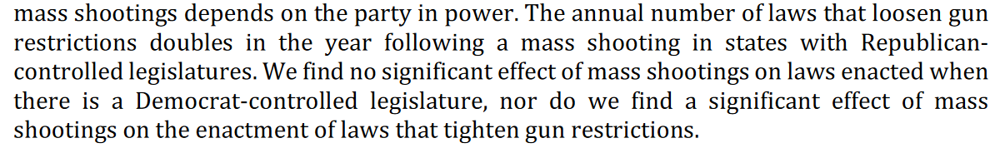 mass shootings depends on the party in power. The annual number of laws that loosen gun
restrictions doubles in the year following a mass shooting in states with Republican-
controlled legislatures. We find no significant effect of mass shootings on laws enacted when
there is a Democrat-controlled legislature, nor do we find a significant effect of mass
shootings on the enactment of laws that tighten gun restrictions.